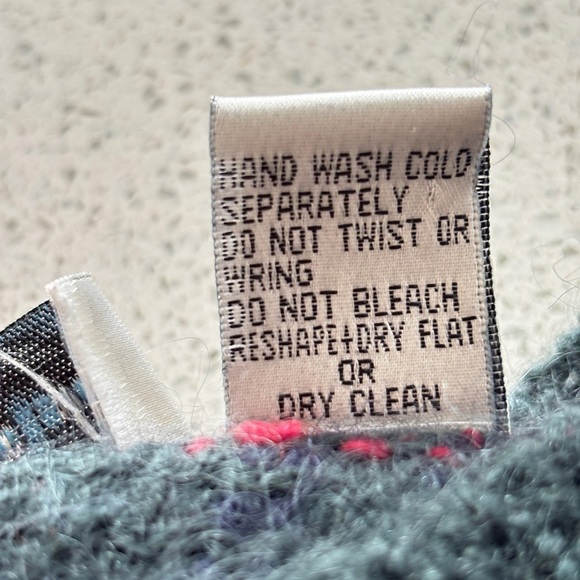 HAND WASH COLD
SEPARATELY
DO NOT TWIST OR
WRING
DO NOT BLEACH
RESHAPE+DRY FLAT
OR
DRY CLEAN